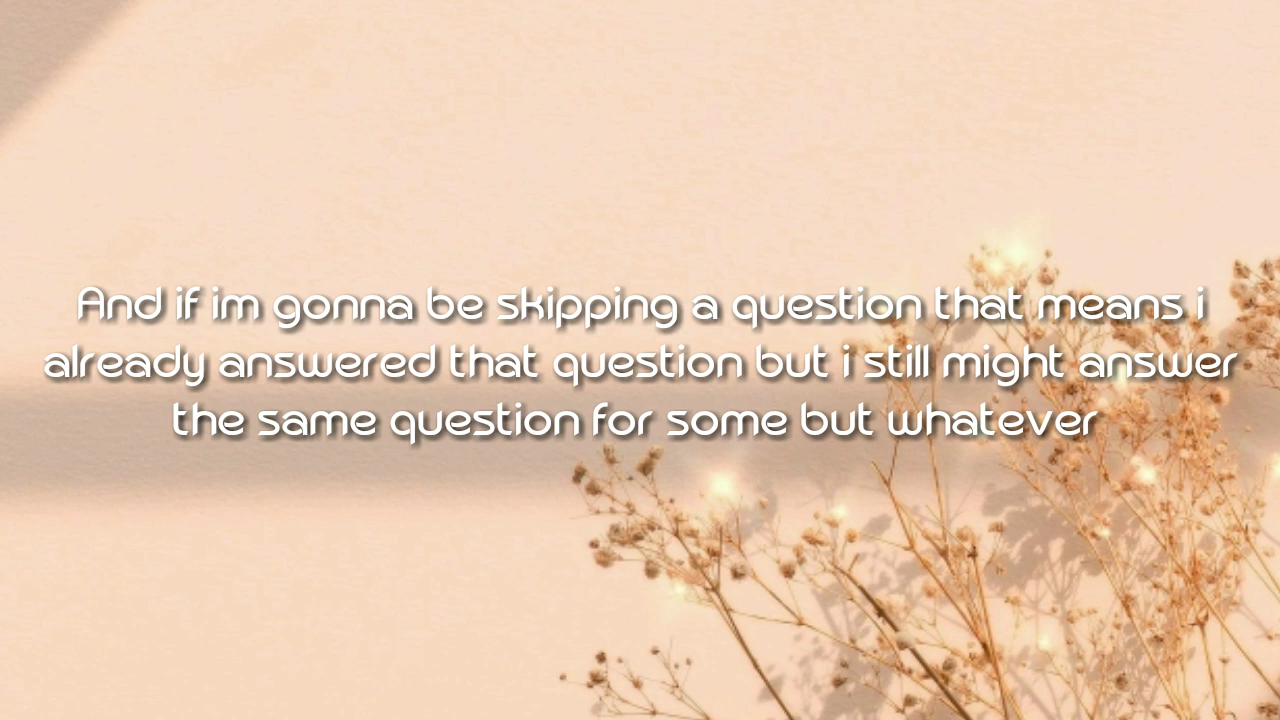 And if im gonna be skipping a question that means i
already answered that question but i still might answer
the same question for some but whatever